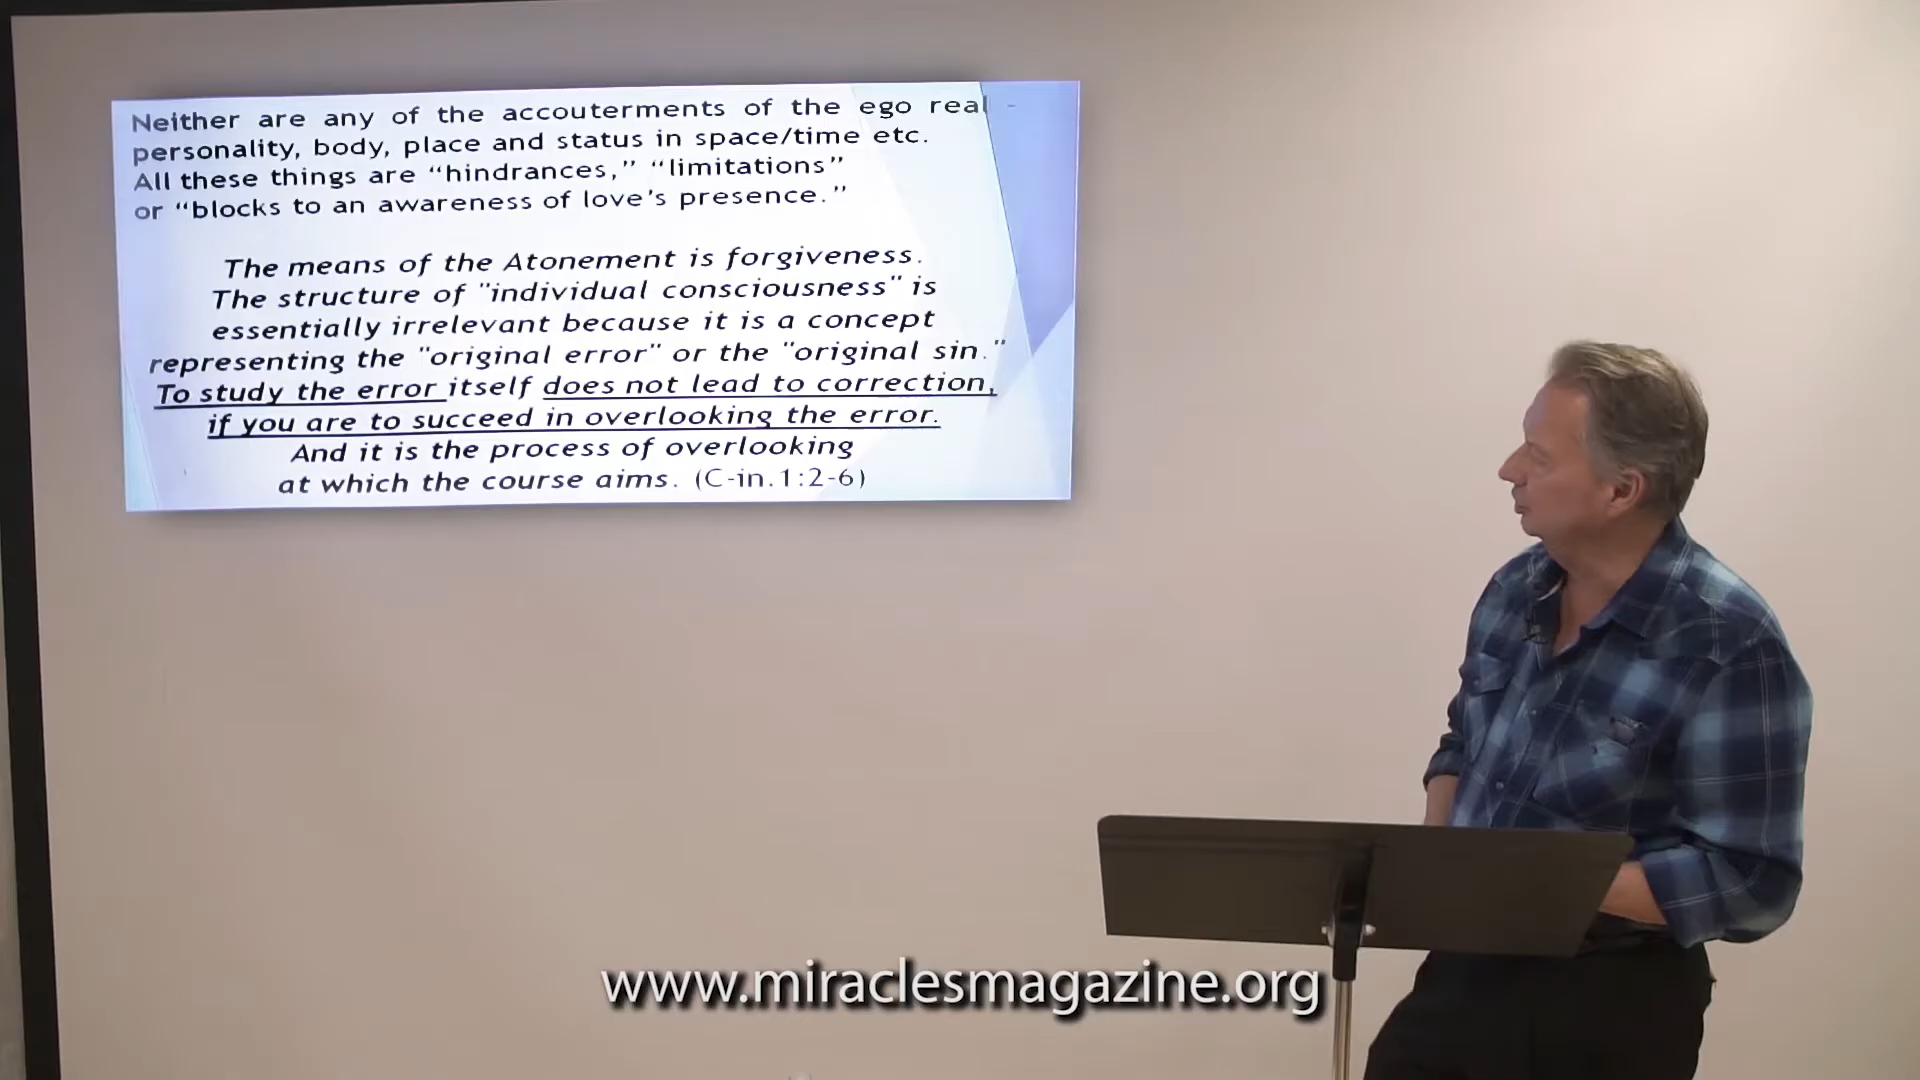 Neither are any of the accouterments of the ego real -
personality, body, place and status in space/time etc.
All these things are “hindrances,” “limitations”
or “blocks to an awareness of love’s presence.”
The means of the Atonement is forgiveness.
The structure of "individual consciousness" is
essentially irrelevant because it is a concept
representing the "original error" or the "original sin."
To study the error itself does not lead to correction,
if you are to succeed in overlooking the error.
And it is the process of overlooking
at which the course aims. (C-in.1:2-6)
www.miraclesmagazine.org